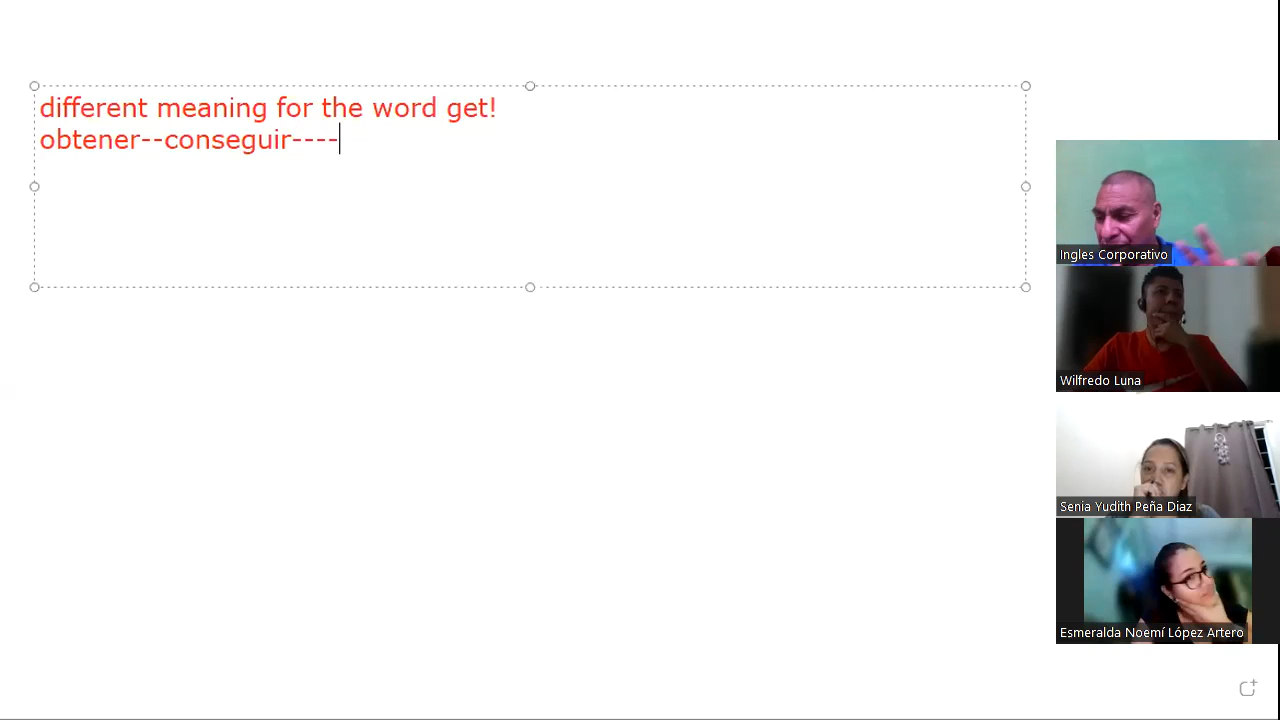 different meaning for the word get!
obtener--conseguir----
Ingles Corporativo
Wilfredo Luna
Senia Yudith Peña Diaz
Esmeralda Noemí López Artero